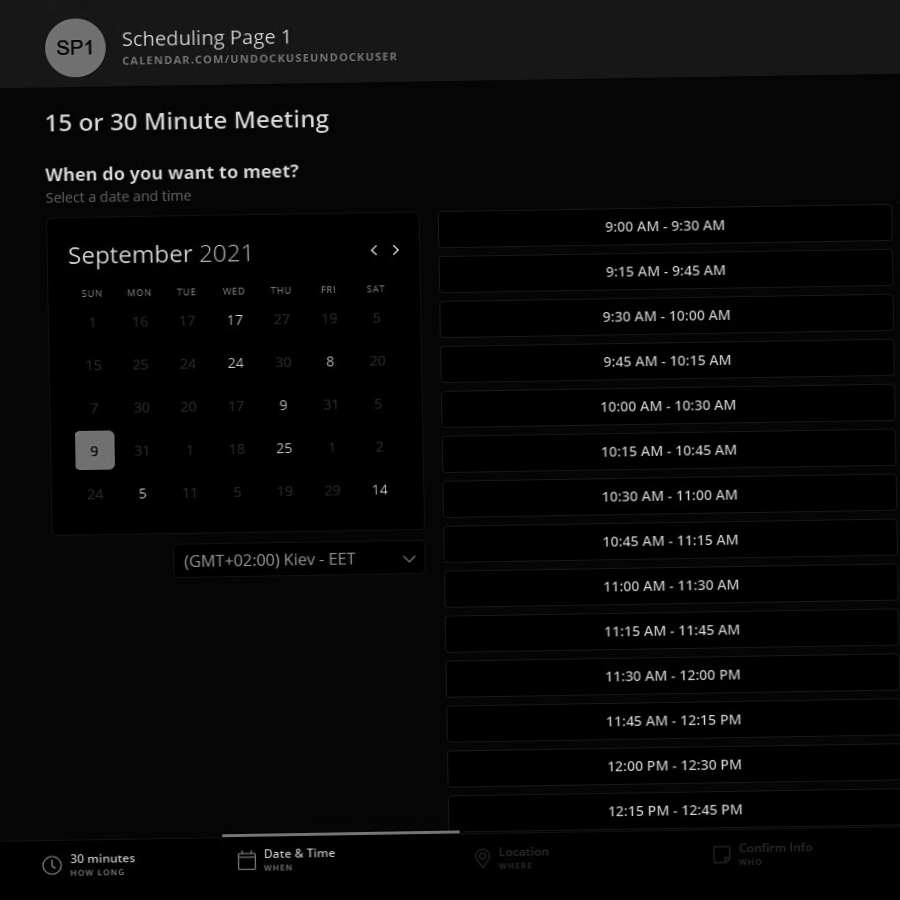 SP1
Scheduling Page 1
CALENDAR.COM/UNDOCKUSEUNDOCKUSER
15 or 30 Minute Meeting
When do you want to meet?
Select a date and time
September 2021
SUN MON TUE WED THU FRI SAT
1 16 17 17 27 19 5
15 25 24 24 30 8 20
7 30 20 17 9 31 5
9 31 1 18 25 1 2
24 5 11 5 19 29 14
(GMT+02:00) Kiev - EET
9:00 AM - 9:30 AM
9:15 AM - 9:45 AM
9:30 AM - 10:00 AM
9:45 AM - 10:15 AM
10:00 AM - 10:30 AM
10:15 AM - 10:45 AM
10:30 AM - 11:00 AM
10:45 AM - 11:15 AM
11:00 AM - 11:30 AM
11:15 AM - 11:45 AM
11:30 AM - 12:00 PM
11:45 AM - 12:15 PM
12:00 PM - 12:30 PM
12:15 PM - 12:45 PM
30 minutes
HOW LONG
Date & Time
WHEN
Location
WHERE
Confirm Info
WHO